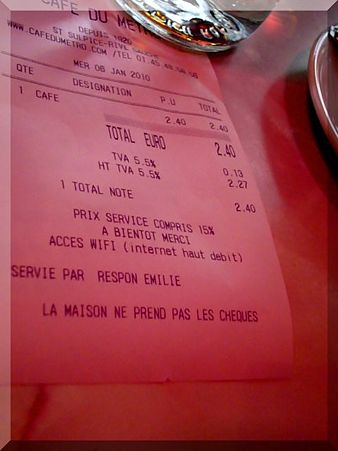 CAFE DU METRO
DEPUIS 1920
ST SULPICE-RIVE GAUCHE
WWW.CAFEDUMETRO.COM /TEL 01.45.48.58.56
MER 06 JAN 2010
QTE DESIGNATION P.U TOTAL
1 CAFE 2.40 2.40
TOTAL EURO 2.40
TVA 5.5% 0.13
HT TVA 5.5% 2.27
1 TOTAL NOTE 2.40
PRIX SERVICE COMPRIS 15%
A BIENTOT MERCI
ACCES WIFI (internet haut debit)
SERVIE PAR RESPON EMILIE
LA MAISON NE PREND PAS LES CHEQUES